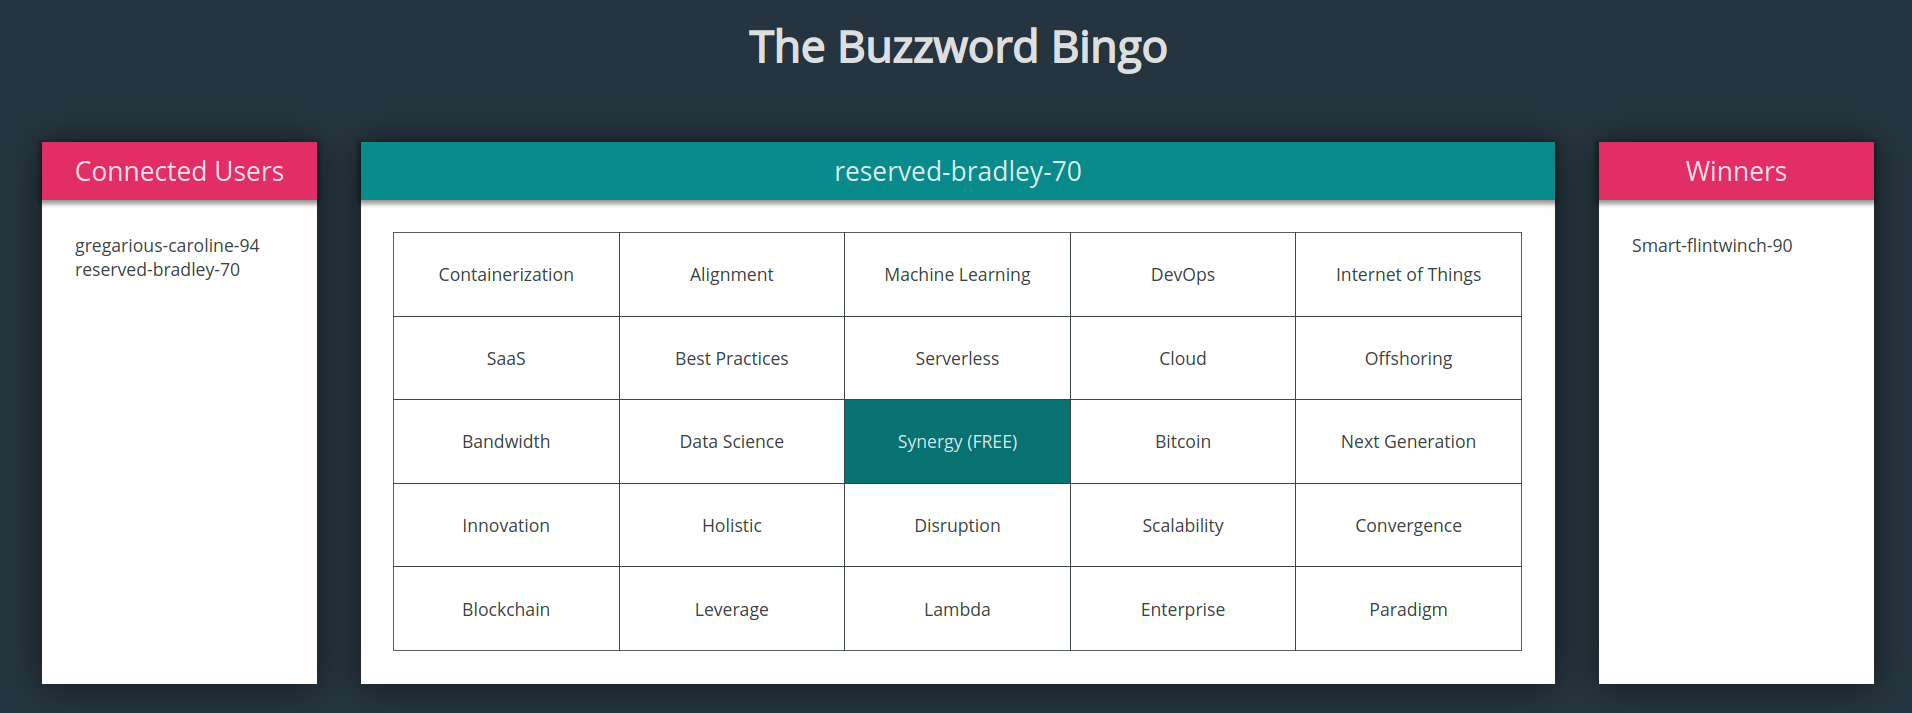 The Buzzword Bingo
Connected Users
gregarious-caroline-94
reserved-bradley-70
reserved-bradley-70
Containerization
Alignment
Machine Learning
DevOps
Internet of Things
SaaS
Best Practices
Serverless
Cloud
Offshoring
Bandwidth
Data Science
Synergy (FREE)
Bitcoin
Next Generation
Innovation
Holistic
Disruption
Scalability
Convergence
Blockchain
Leverage
Lambda
Enterprise
Paradigm
Winners
Smart-flintwinch-90